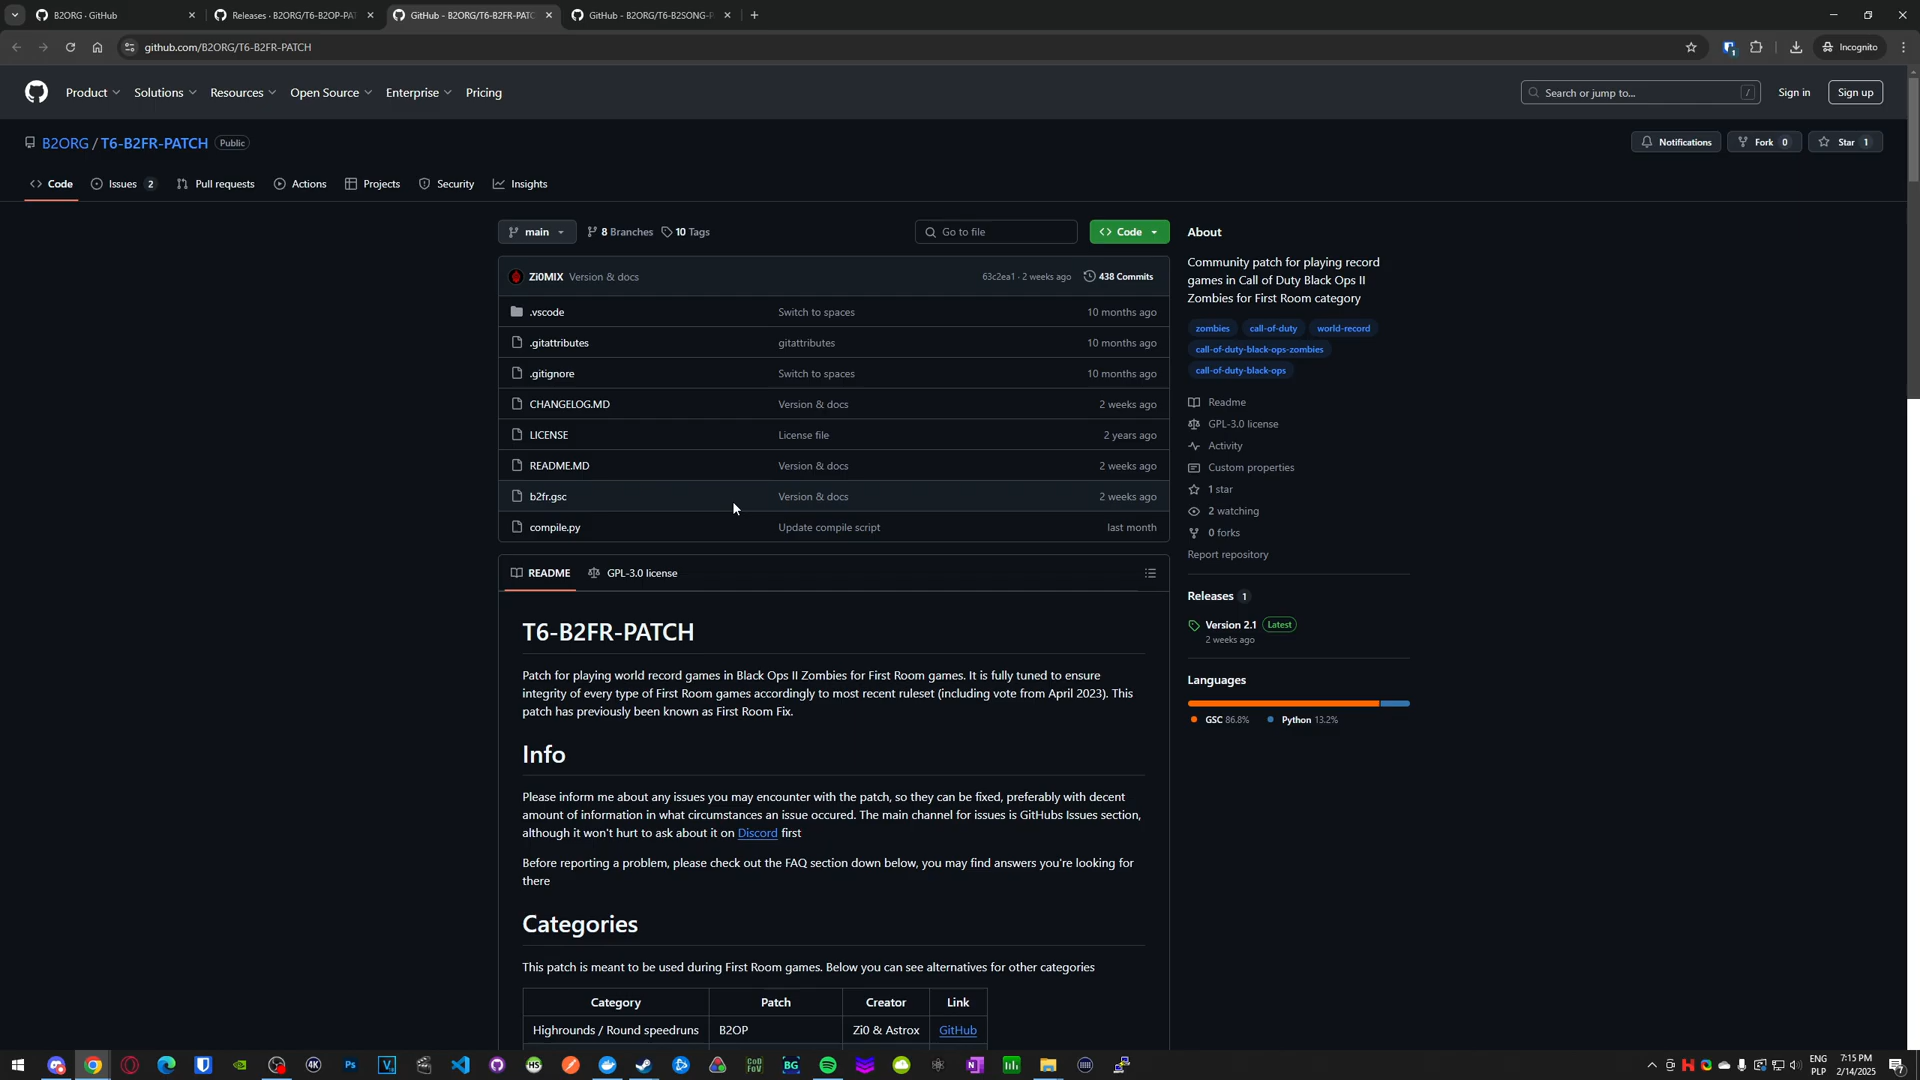 B2ORG · GitHub
Releases · B2ORG/T6-B2OP-PAT
GitHub - B2ORG/T6-B2FR-PATC
GitHub - B2ORG/T6-B2SONG-P
github.com/B2ORG/T6-B2FR-PATCH
Incognito
Product
Solutions
Resources
Open Source
Enterprise
Pricing
Search or jump to...
/
Sign in
Sign up
B2ORG / T6-B2FR-PATCH
Public
Notifications
Fork 0
Star 1
Code
Issues 2
Pull requests
Actions
Projects
Security
Insights
main
8 Branches
10 Tags
Go to file
Code
Zi0MIX Version & docs
63c2ea1 · 2 weeks ago
438 Commits
.vscode Switch to spaces 10 months ago
.gitattributes gitattributes 10 months ago
.gitignore Switch to spaces 10 months ago
CHANGELOG.MD Version & docs 2 weeks ago
LICENSE License file 2 years ago
README.MD Version & docs 2 weeks ago
b2fr.gsc Version & docs 2 weeks ago
compile.py Update compile script last month
README
GPL-3.0 license
T6-B2FR-PATCH
Patch for playing world record games in Black Ops II Zombies for First Room games. It is fully tuned to ensure
integrity of every type of First Room games accordingly to most recent ruleset (including vote from April 2023). This
patch has previously been known as First Room Fix.
Info
Please inform me about any issues you may encounter with the patch, so they can be fixed, preferably with decent
amount of information in what circumstances an issue occured. The main channel for issues is GitHubs Issues section,
although it won't hurt to ask about it on Discord first
Before reporting a problem, please check out the FAQ section down below, you may find answers you're looking for
there
Categories
This patch is meant to be used during First Room games. Below you can see alternatives for other categories
Category Patch Creator Link
Highrounds / Round speedruns B2OP Zi0 & Astrox GitHub
About
Community patch for playing record
games in Call of Duty Black Ops II
Zombies for First Room category
zombies call-of-duty world-record
call-of-duty-black-ops-zombies
call-of-duty-black-ops
Readme
GPL-3.0 license
Activity
Custom properties
1 star
2 watching
0 forks
Report repository
Releases 1
Version 2.1 Latest
2 weeks ago
Languages
GSC 86.8%
Python 13.2%
4K
Ps
HS
BG
ENG
PLP
7:15 PM
2/14/2025